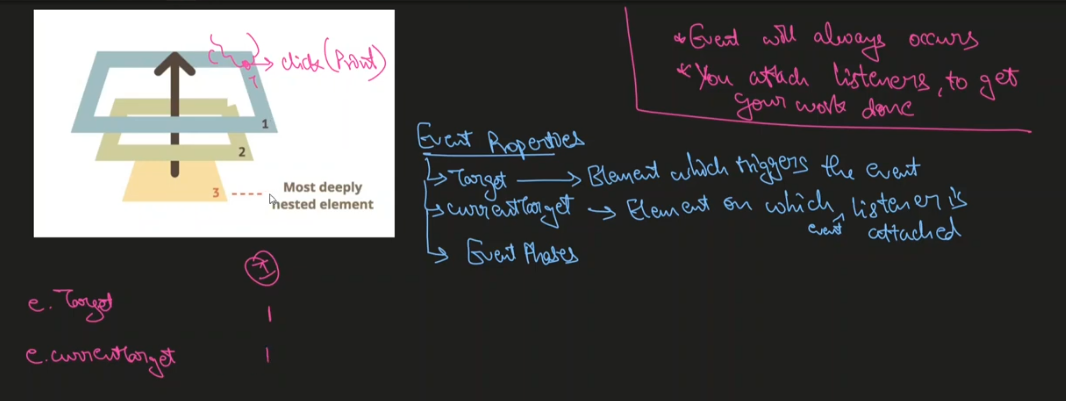 click (Print)
1
1
2
3
Most deeply
nested element
* Event will always occurs
* You attach listeners, to get
your work done
Event Properties
Target → Element which triggers the event
currentTarget → Element on which event listener is
attached
Event Phases
1
e. Target 1
e. currenttarget 1